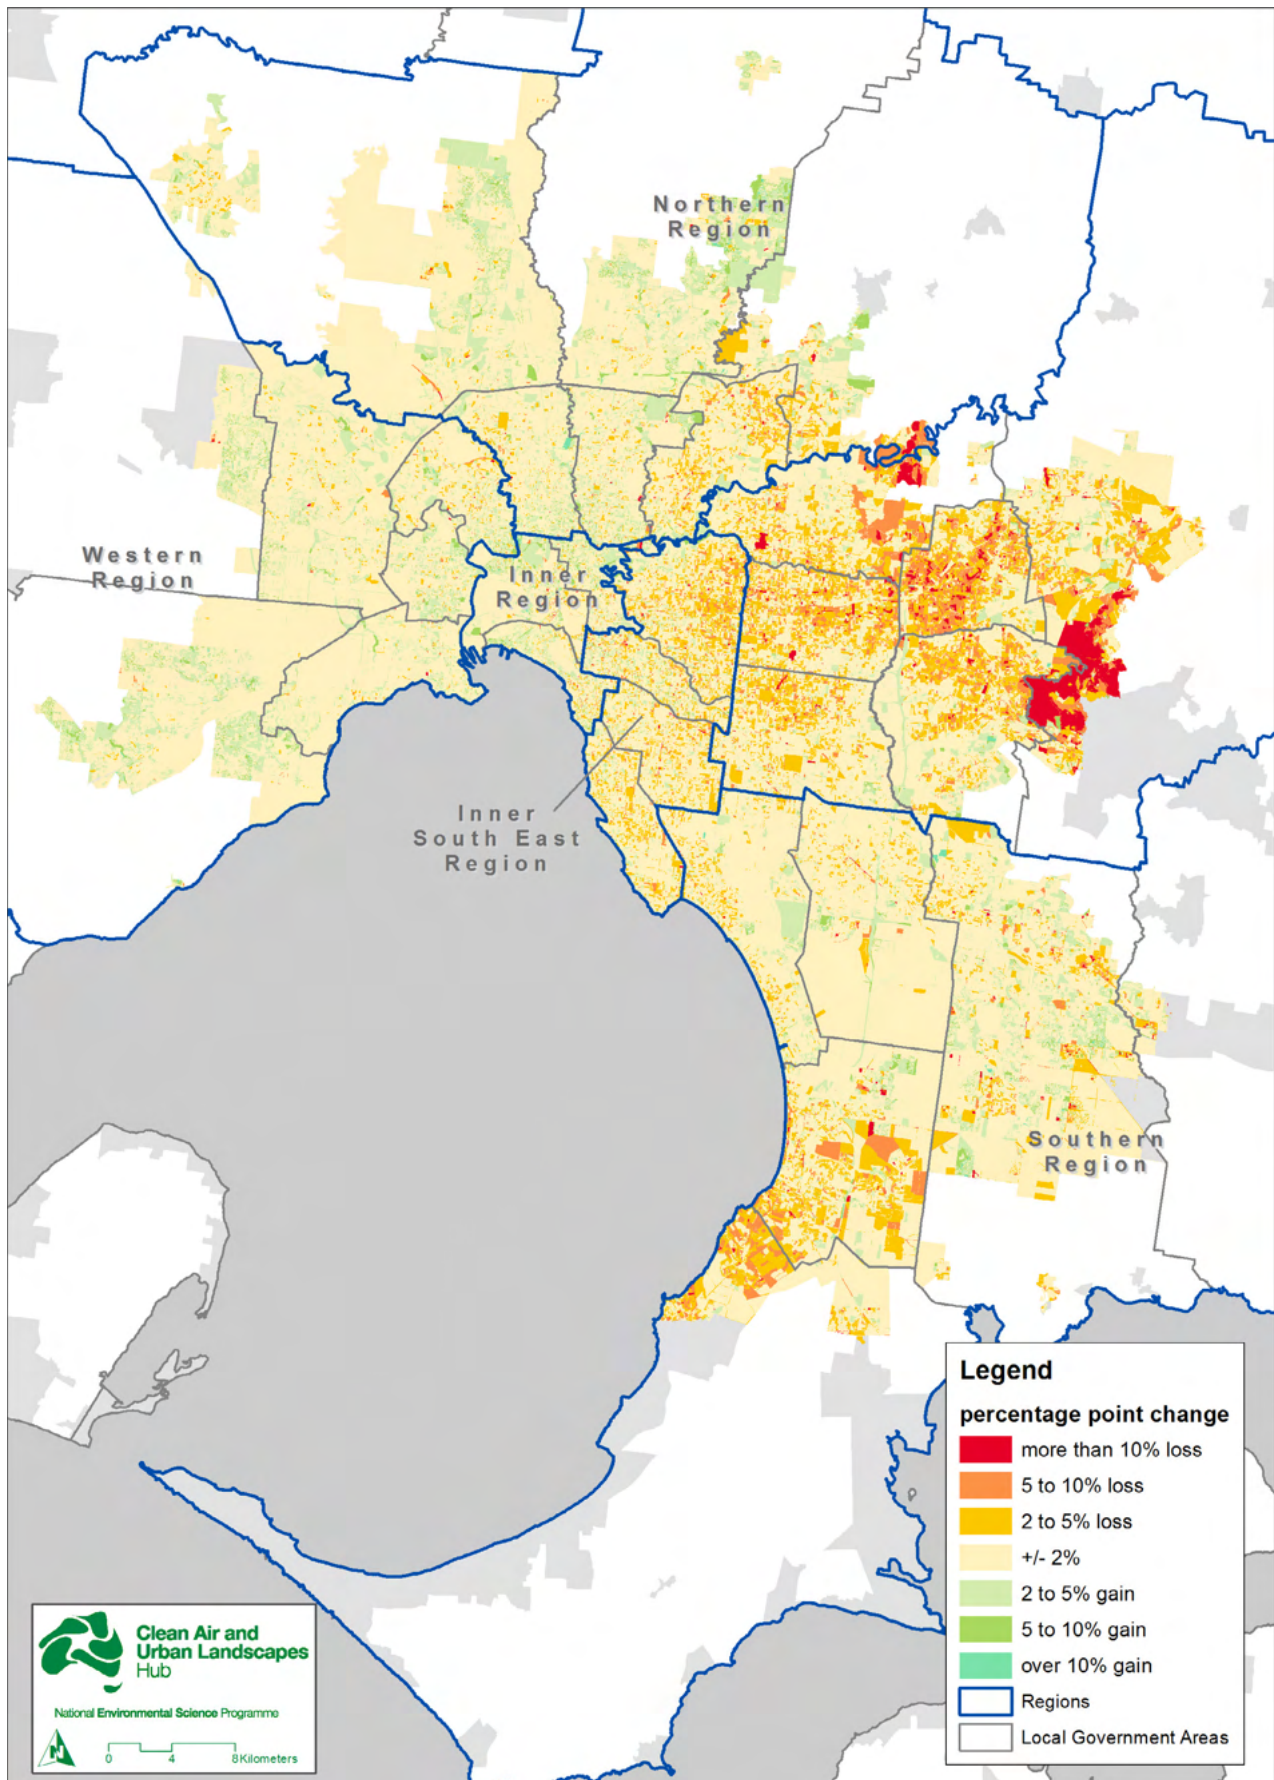 Northern
Region
Western
Region
Inner
Region
Inner
South East
Region
Southern
Region
Legend
percentage point change
more than 10% loss
5 to 10% loss
2 to 5% loss
+/- 2%
2 to 5% gain
5 to 10% gain
over 10% gain
Regions
Local Government Areas
Clean Air and
Urban Landscapes
Hub
National Environmental Science Programme
N
0 4 8 Kilometers